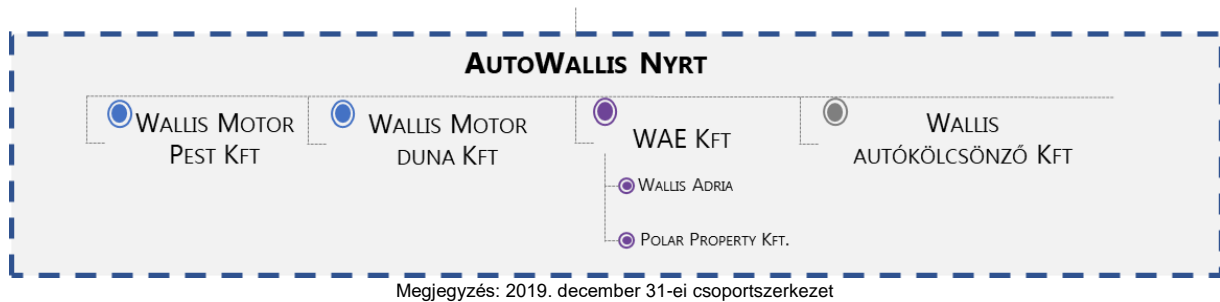 AUTOWALLIS NYRT
WALLIS MOTOR
PEST KFT
WALLIS MOTOR
DUNA KFT
WAE KFT
WALLIS ADRIA
POLAR PROPERTY KFT.
WALLIS
AUTÓKÖLCSÖNZŐ KFT
Megjegyzés: 2019. december 31-ei csoportszerkezet